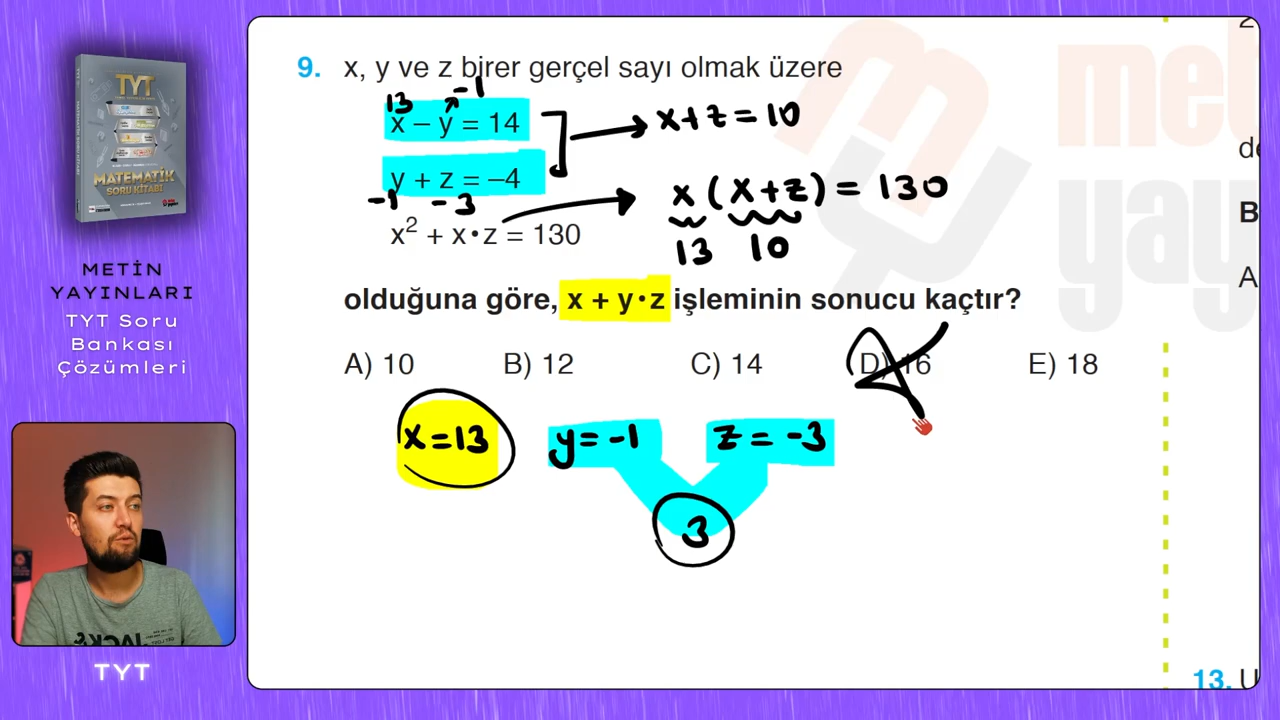 TYT
MATEMATİK
SORU KİTABI
METİN
YAYINLARI
TYT Soru
Bankası
Çözümleri
TYT
9. x, y ve z birer gerçel sayı olmak üzere
13 -1
x – y = 14
x+z=10
y + z = –4
-1 -3
x(x+z)=130
13 10
x² + x·z = 130
olduğuna göre, x + y·z işleminin sonucu kaçtır?
A) 10 B) 12 C) 14 D) 16 E) 18
x=13 y=-1 z=-3
3
13. U
B
A